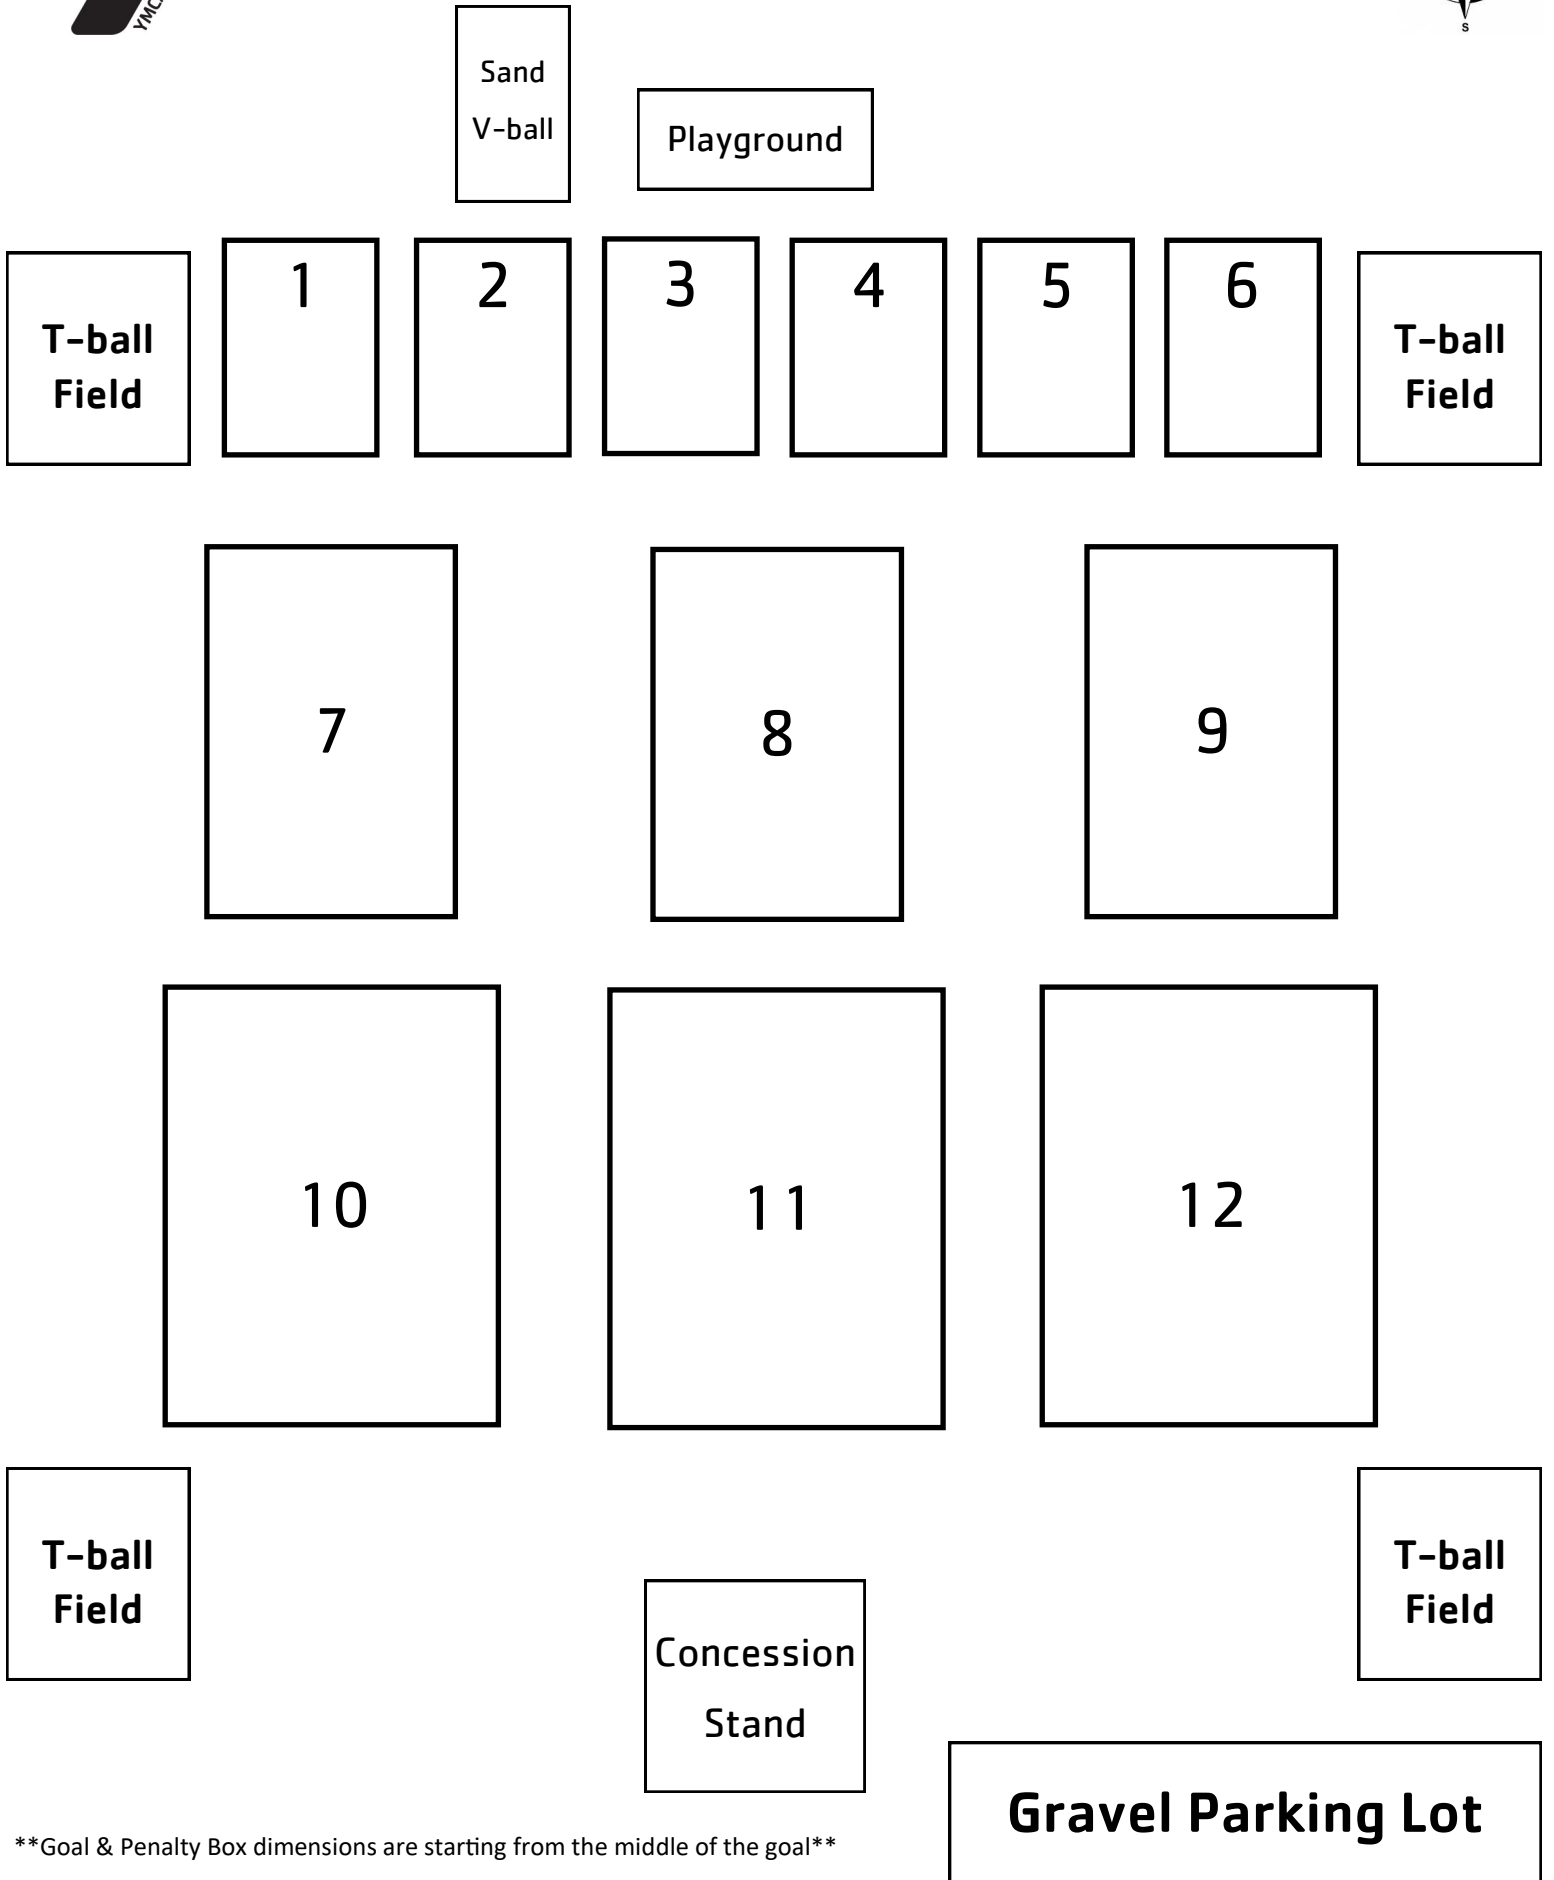 YMCA
S
Sand
V-ball
Playground
1 2 3 4 5 6
T-ball
Field
T-ball
Field
7 8 9
10 11 12
T-ball
Field
T-ball
Field
Concession
Stand
Gravel Parking Lot
**Goal & Penalty Box dimensions are starting from the middle of the goal**